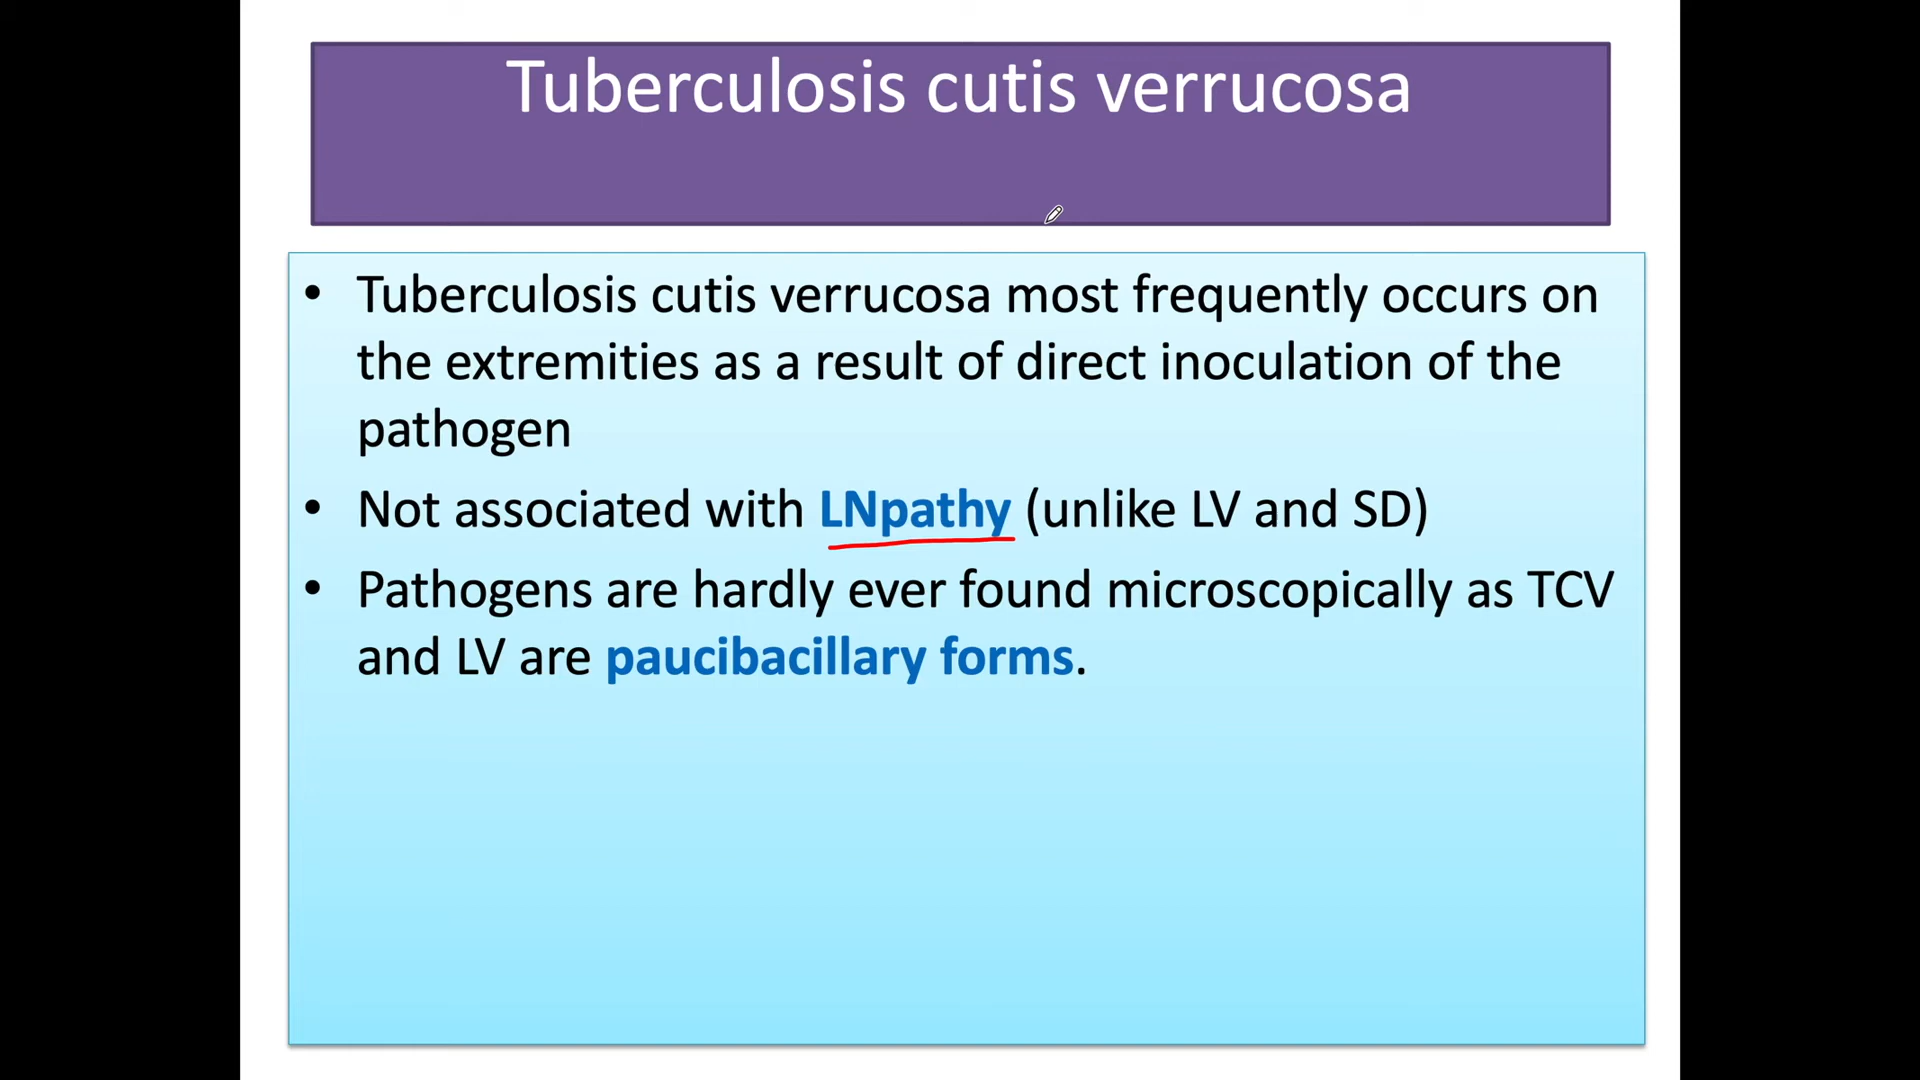 Tuberculosis cutis verrucosa
• Tuberculosis cutis verrucosa most frequently occurs on
the extremities as a result of direct inoculation of the
pathogen
• Not associated with LNpathy (unlike LV and SD)
• Pathogens are hardly ever found microscopically as TCV
and LV are paucibacillary forms.